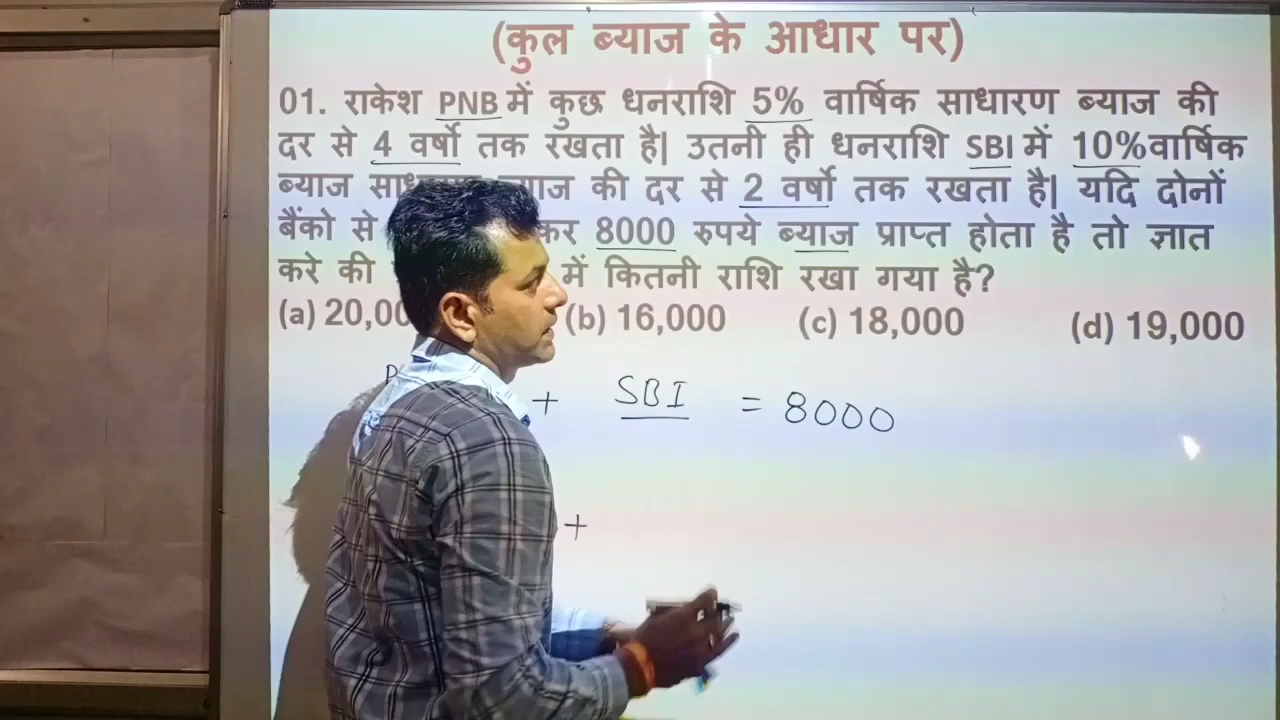 (कुल ब्याज के आधार पर)
01. राकेश PNB में कुछ धनराशि 5% वार्षिक साधारण ब्याज की
दर से 4 वर्षो तक रखता है| उतनी ही धनराशि SBI में 10%वार्षिक
ब्याज की दर से 2 वर्षो तक रखता है| यदि दोनों
बैंको से कर 8000 रुपये ब्याज प्राप्त होता है तो ज्ञात
करे की में कितनी राशि रखा गया है?
(a) 20,00 (b) 16,000 (c) 18,000 (d) 19,000
P + SBI = 8000
+